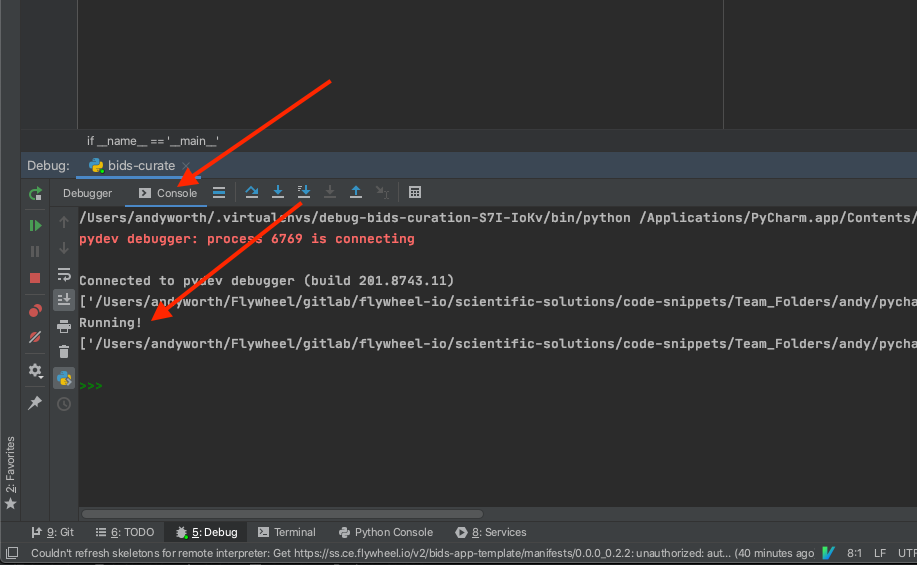 if __name__ == '__main__'
Debug: bids-curate
Debugger Console
/Users/andyworth/.virtualenvs/debug-bids-curation-S7I-IoKv/bin/python /Applications/PyCharm.app/Contents/
pydev debugger: process 6769 is connecting
Connected to pydev debugger (build 201.8743.11)
['/Users/andyworth/Flywheel/gitlab/flywheel-io/scientific-solutions/code-snippets/Team_Folders/andy/pycha
Running!
['/Users/andyworth/Flywheel/gitlab/flywheel-io/scientific-solutions/code-snippets/Team_Folders/andy/pycha
>>>
2: Favorites
9: Git 6: TODO 5: Debug Terminal Python Console 8: Services
Couldn't refresh skeletons for remote interpreter: Get https://ss.ce.flywheel.io/v2/bids-app-template/manifests/0.0.0_0.2.2: unauthorized: aut... (40 minutes ago 8:1 LF UTF